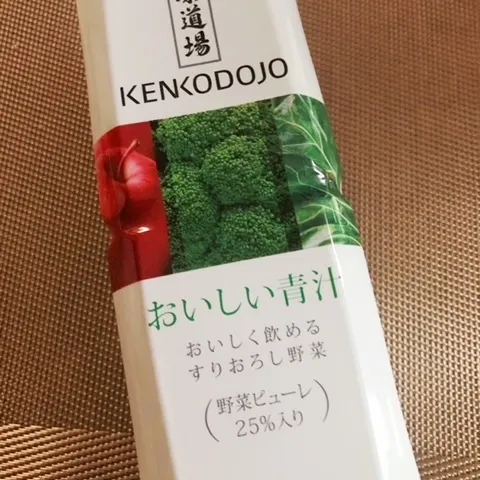 道場
KENKODOJO
おいしい青汁
おいしく飲める
すりおろし野菜
(野菜ピューレ
25%入り)